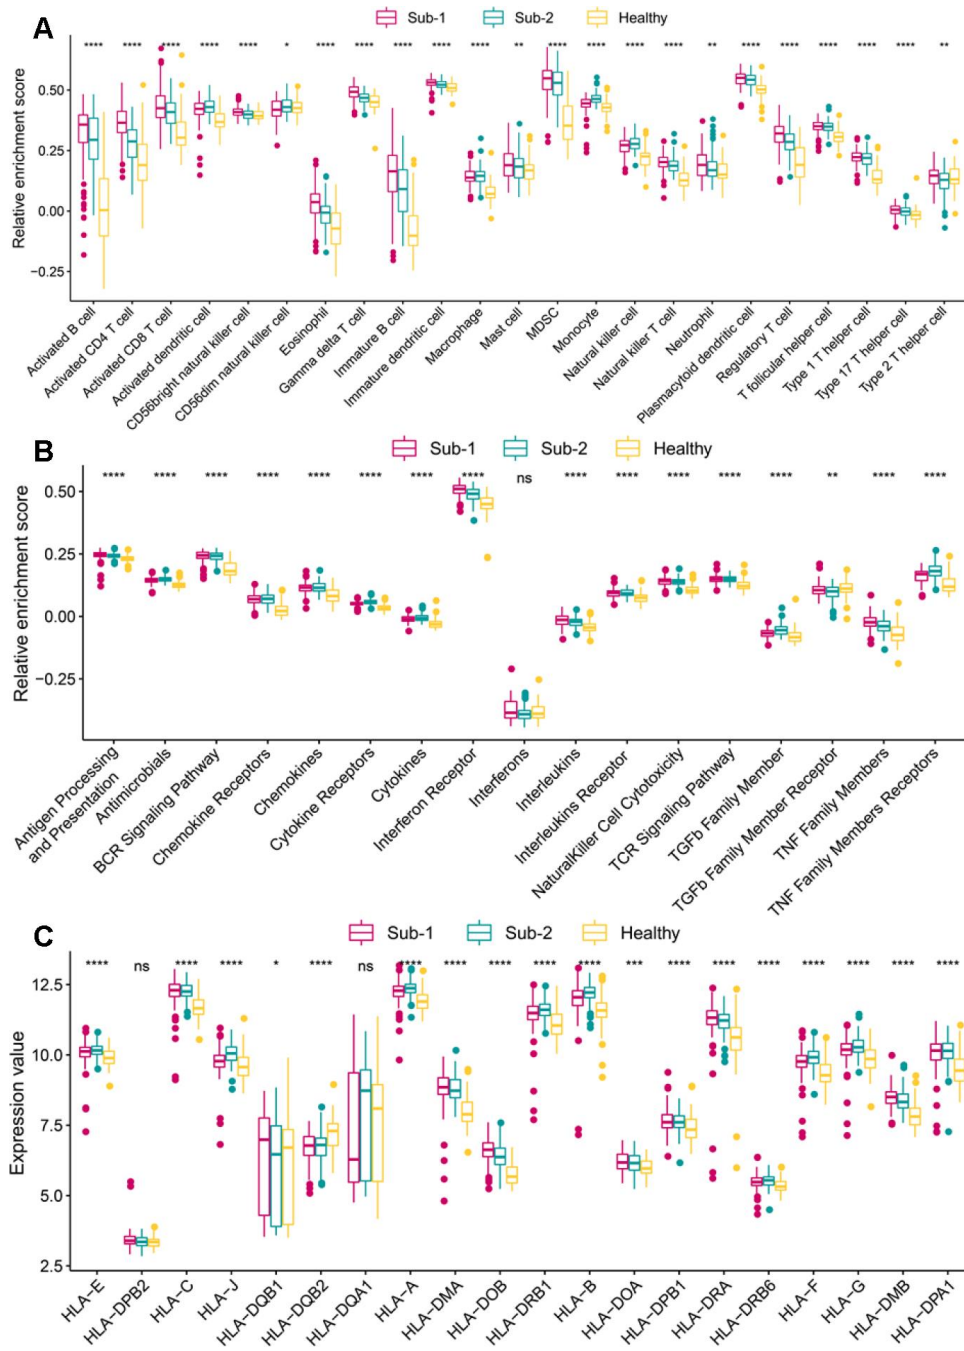 A
Sub-1 Sub-2 Healthy
**** **** **** **** **** * **** **** **** **** **** ** **** **** **** **** ** **** **** **** **** **** **
Relative enrichment score
0.50
0.25
0.00
−0.25
Activated B cell
Activated CD4 T cell
Activated CD8 T cell
Activated dendritic cell
CD56bright natural killer cell
CD56dim natural killer cell
Eosinophil
Gamma delta T cell
Immature B cell
Immature dendritic cell
Macrophage
Mast cell
MDSC
Monocyte
Natural killer cell
Natural killer T cell
Neutrophil
Plasmacytoid dendritic cell
Regulatory T cell
T follicular helper cell
Type 1 T helper cell
Type 17 T helper cell
Type 2 T helper cell
B
Sub-1 Sub-2 Healthy
**** **** **** **** **** **** **** **** ns **** **** **** **** **** ** **** ****
Relative enrichment score
0.50
0.25
0.00
−0.25
Antigen Processing
and Presentation
Antimicrobials
BCR Signaling Pathway
Chemokine Receptors
Chemokines
Cytokine Receptors
Cytokines
Interferon Receptor
Interferons
Interleukins
Interleukins Receptor
NaturalKiller Cell Cytotoxicity
TCR Signaling Pathway
TGFb Family Member
TGFb Family Member Receptor
TNF Family Members
TNF Family Members Receptors
C
Sub-1 Sub-2 Healthy
**** ns **** **** * **** ns **** **** **** **** **** *** **** **** **** **** **** **** ****
Expression value
12.5
10.0
7.5
5.0
2.5
HLA−E
HLA−DPB2
HLA−C
HLA−J
HLA−DQB1
HLA−DQB2
HLA−DQA1
HLA−A
HLA−DMA
HLA−DOB
HLA−DRB1
HLA−B
HLA−DOA
HLA−DPB1
HLA−DRA
HLA−DRB6
HLA−F
HLA−G
HLA−DMB
HLA−DPA1